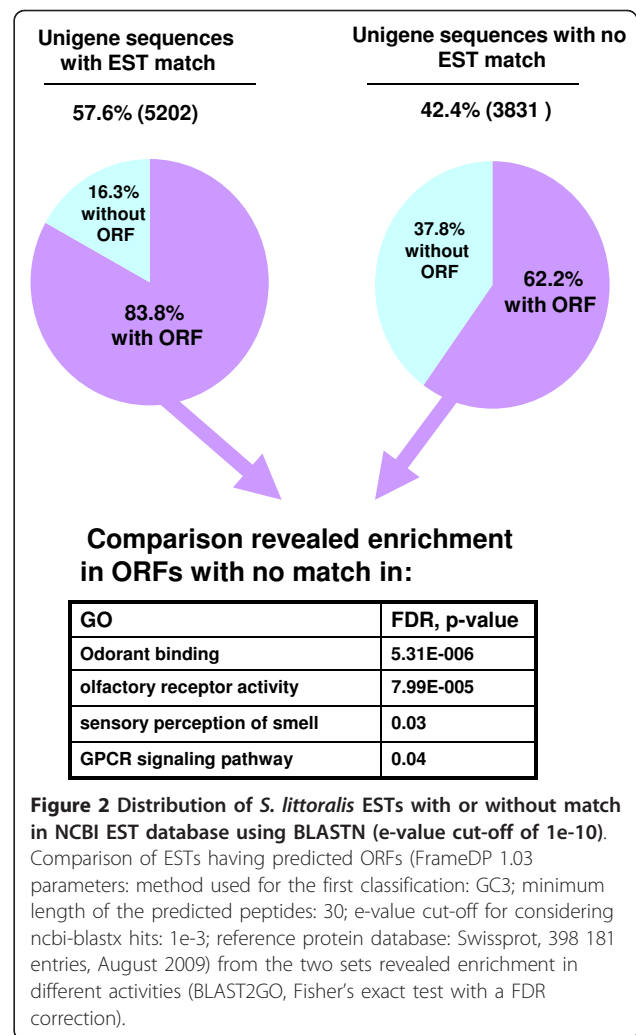 Unigene sequences
with EST match
57.6% (5202)
Unigene sequences with no
EST match
42.4% (3831 )
16.3%
without
ORF
83.8%
with ORF
37.8%
without
ORF
62.2%
with ORF
Comparison revealed enrichment
in ORFs with no match in:
GO FDR, p-value
Odorant binding 5.31E-006
olfactory receptor activity 7.99E-005
sensory perception of smell 0.03
GPCR signaling pathway 0.04
Figure 2 Distribution of S. littoralis ESTs with or without match
in NCBI EST database using BLASTN (e-value cut-off of 1e-10).
Comparison of ESTs having predicted ORFs (FrameDP 1.03
parameters: method used for the first classification: GC3; minimum
length of the predicted peptides: 30; e-value cut-off for considering
ncbi-blastx hits: 1e-3; reference protein database: Swissprot, 398 181
entries, August 2009) from the two sets revealed enrichment in
different activities (BLAST2GO, Fisher's exact test with a FDR
correction).